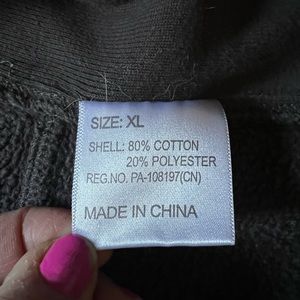 SIZE: XL
SHELL: 80% COTTON
20% POLYESTER
REG.NO. PA-108197(CN)
MADE IN CHINA